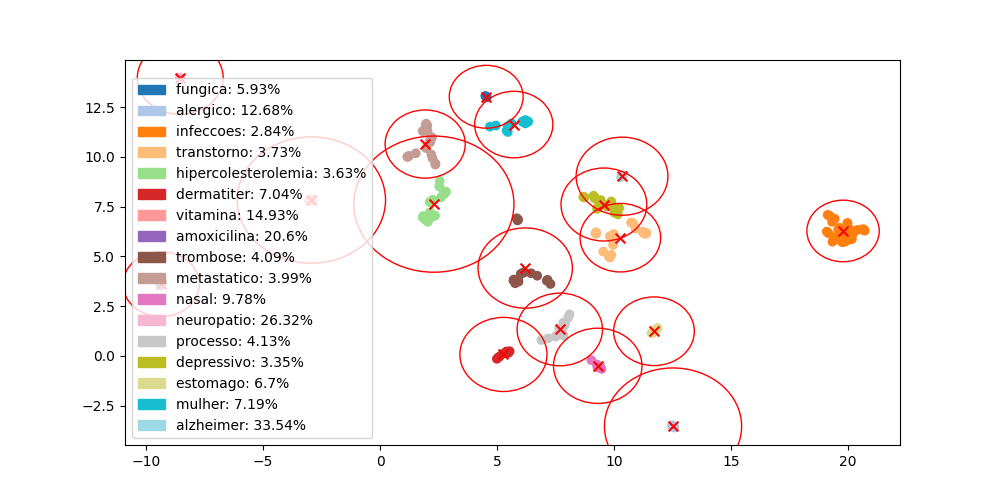 12.5
10.0
7.5
5.0
2.5
0.0
−2.5
−10
−5
0
5
10
15
20
fungica: 5.93%
alergico: 12.68%
infeccoes: 2.84%
transtorno: 3.73%
hipercolesterolemia: 3.63%
dermatiter: 7.04%
vitamina: 14.93%
amoxicilina: 20.6%
trombose: 4.09%
metastatico: 3.99%
nasal: 9.78%
neuropatio: 26.32%
processo: 4.13%
depressivo: 3.35%
estomago: 6.7%
mulher: 7.19%
alzheimer: 33.54%